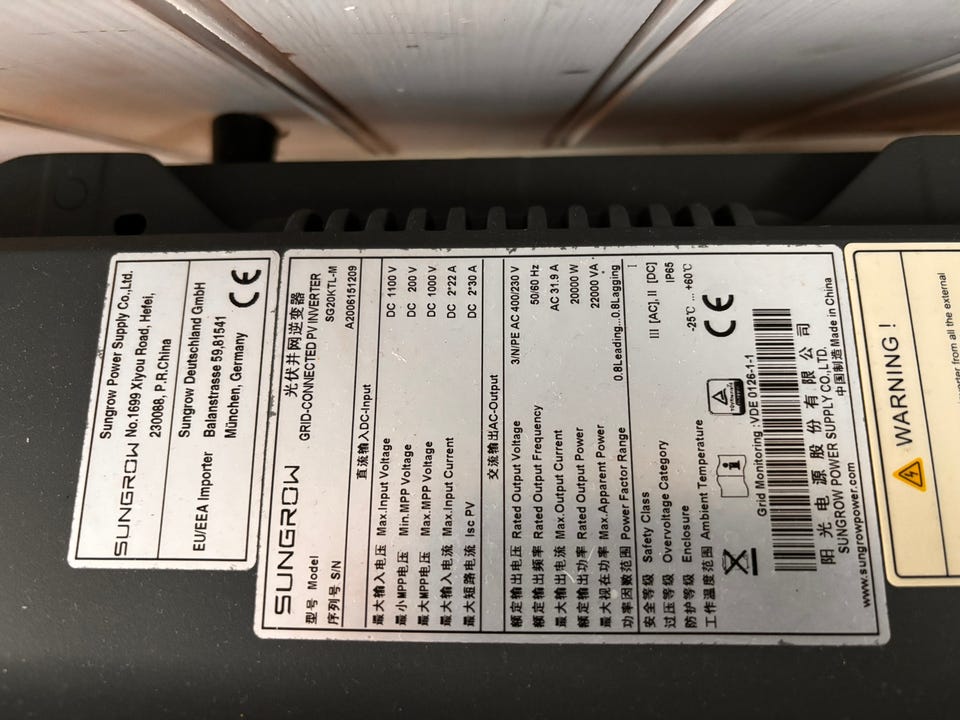 SUNGROW
Sungrow Power Supply Co.,Ltd.
No.1699 Xiyou Road, Hefei,
230088, P.R.China
EU/EEEA Importer
Sungrow Deutschland GmbH
Balanstrasse 59,81541
München, Germany
CE
SUNGROW
光伏并网逆变器
GRID-CONNECTED PV INVERTER
型号 Model SG20KTL-M
序列号 S/N A2006151209
直流输入DC-Input
最大输入电压 Max.Input Voltage DC 1100 V
最小MPP电压 Min.MPP Voltage DC 200 V
最大MPP电压 Max.MPP Voltage DC 1000 V
最大输入电流 Max.Input Current DC 2*22 A
最大短路电流 Isc PV DC 2*30 A
交流输出AC-Output
额定输出电压 Rated Output Voltage 3/N/PE AC 400/230 V
额定输出频率 Rated Output Frequency 50/60 Hz
最大输出电流 Max.Output Current AC 31.9 A
额定输出功率 Rated Output Power 20000 W
最大视在功率 Max.Apparent Power 22000 VA
功率因数范围 Power Factor Range 0.8Leading...0.8Lagging
安全等级 Safety Class I
过压等级 Overvoltage Category III [AC],II [DC]
防护等级 Enclosure IP65
工作温度范围 Ambient Temperature -25℃ ...+60℃
CE
Grid Monitoring :VDE 0126-1-1
阳光电源股份有限公司
SUNGROW POWER SUPPLY CO.,LTD.
www.sungrowpower.com 中国制造 Made in China
WARNING!
from all the external